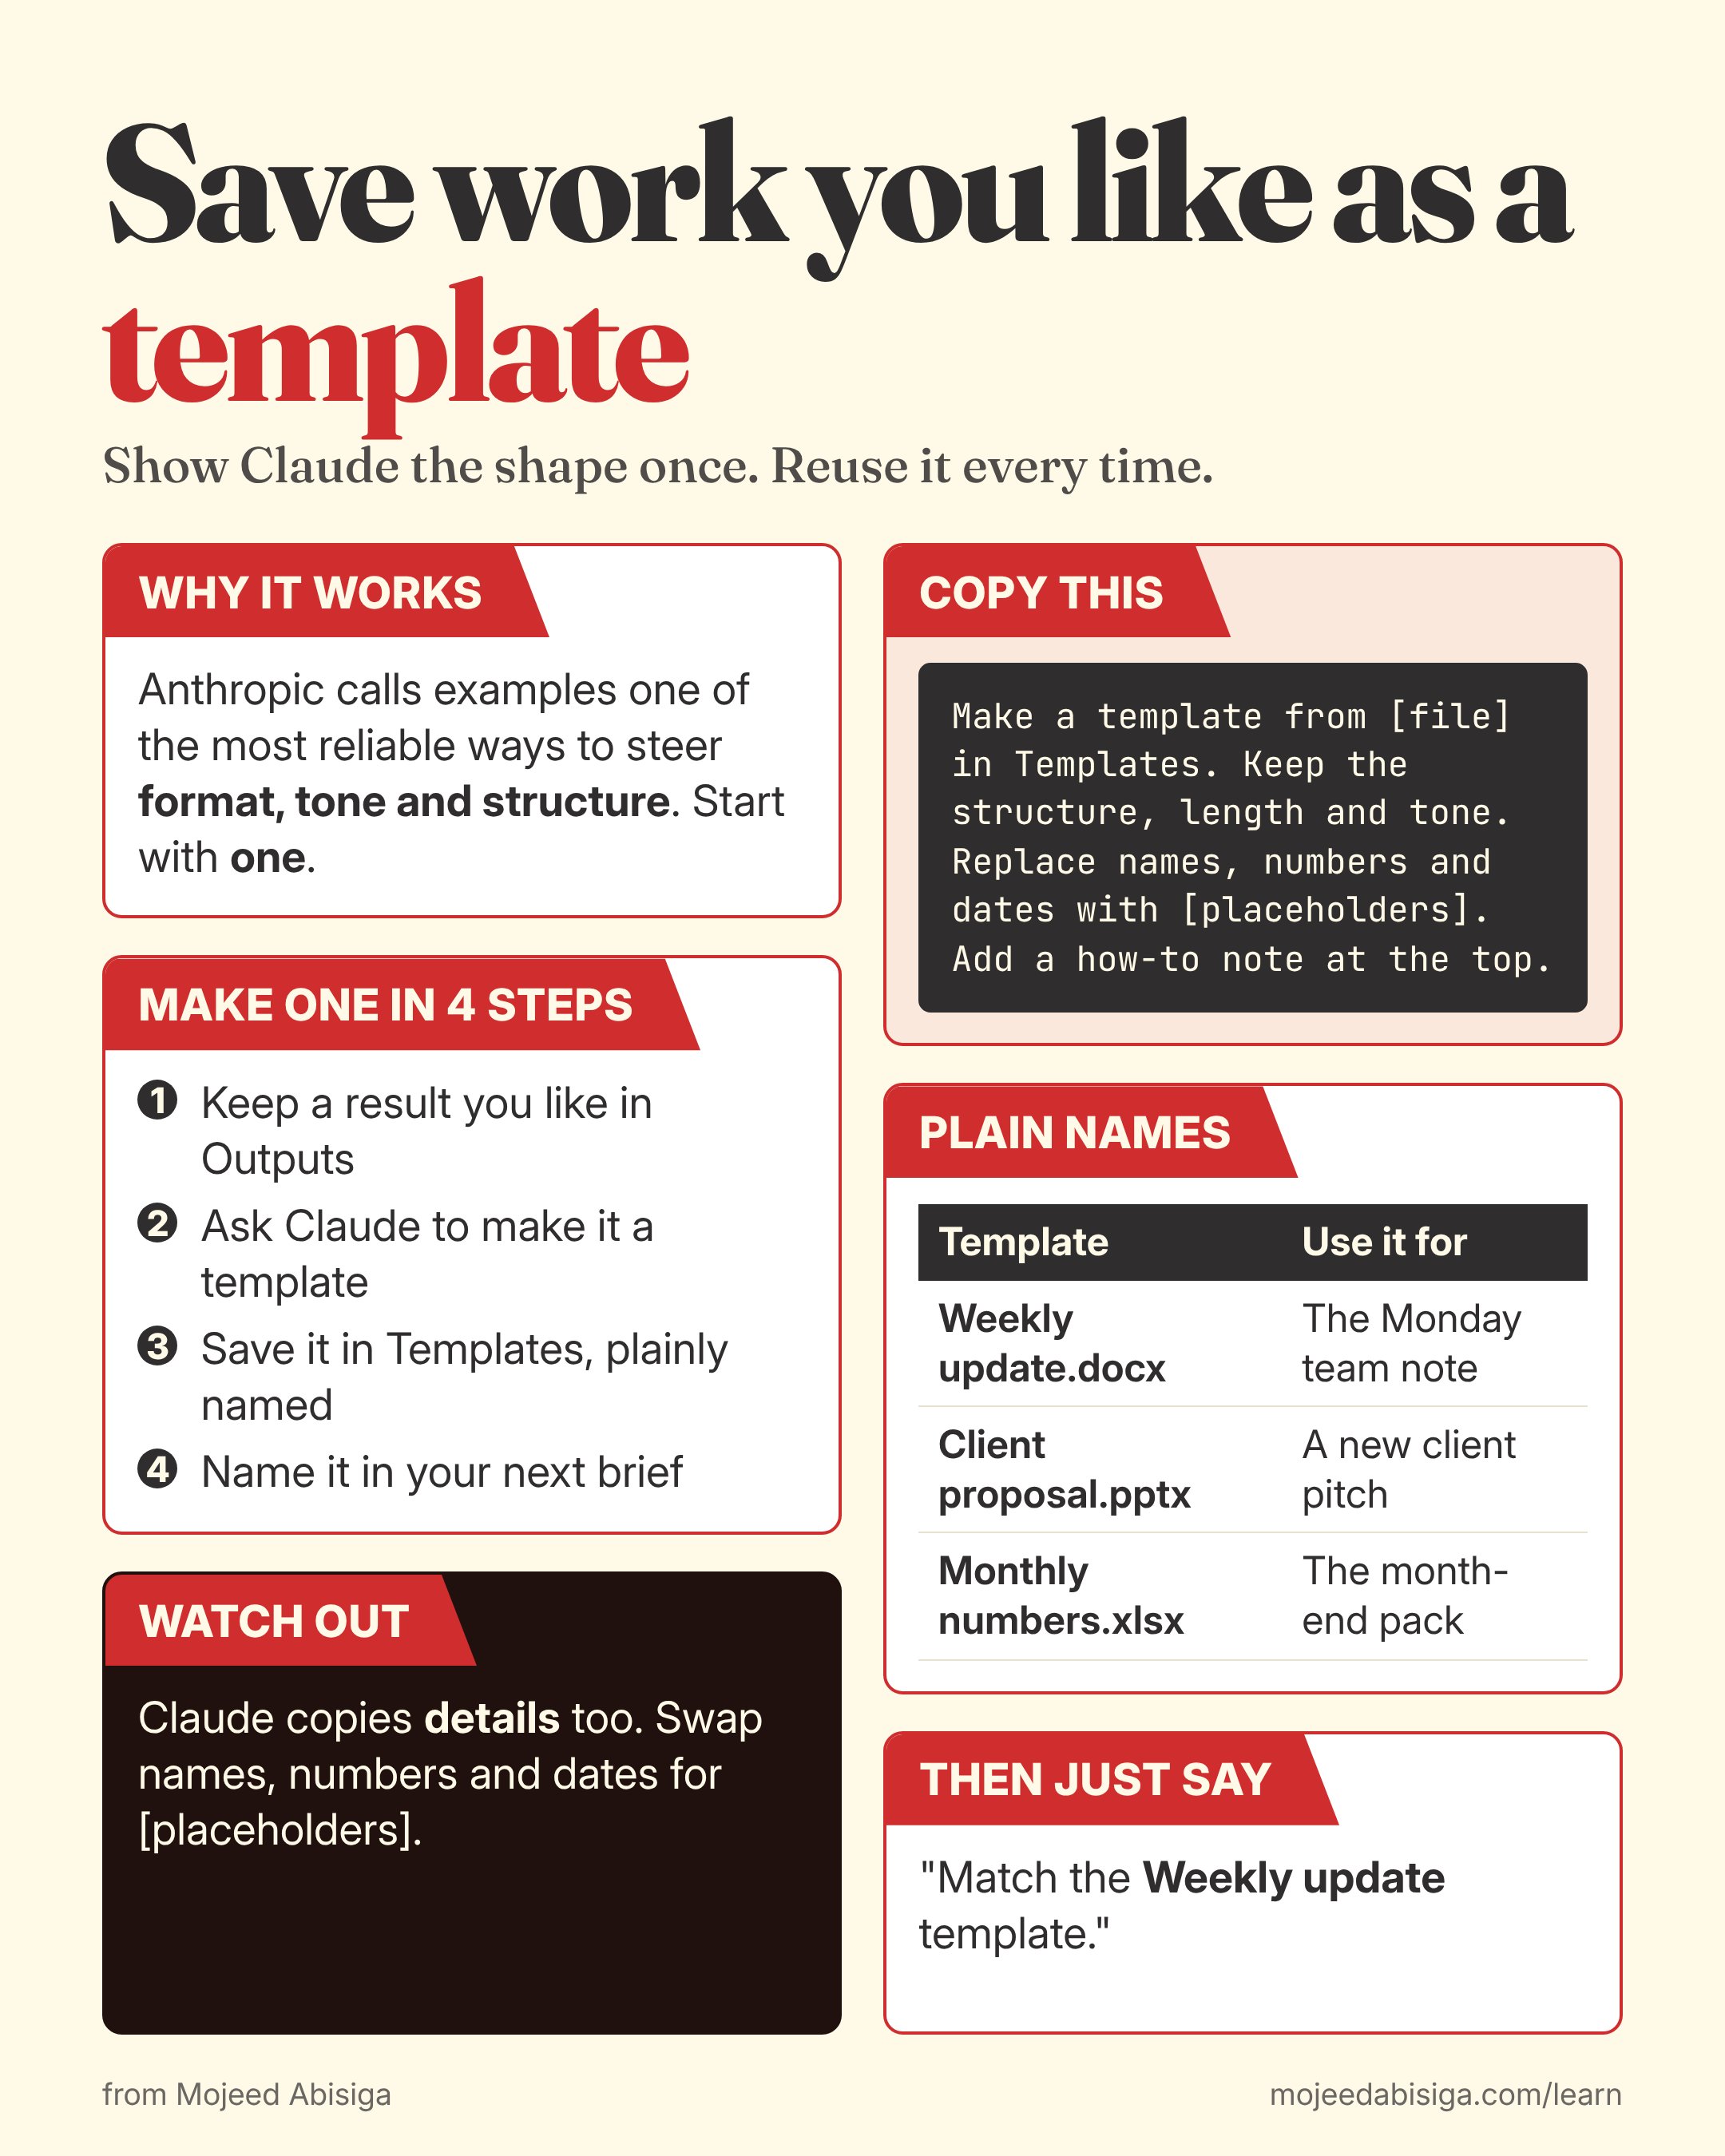 Save work you like as a
template
Show Claude the shape once. Reuse it every time.
WHY IT WORKS
Anthropic calls examples one of
the most reliable ways to steer
format, tone and structure. Start
with one.
MAKE ONE IN 4 STEPS
1 Keep a result you like in
Outputs
2 Ask Claude to make it a
template
3 Save it in Templates, plainly
named
4 Name it in your next brief
WATCH OUT
Claude copies details too. Swap
names, numbers and dates for
[placeholders].
COPY THIS
Make a template from [file]
in Templates. Keep the
structure, length and tone.
Replace names, numbers and
dates with [placeholders].
Add a how-to note at the top.
PLAIN NAMES
Template Use it for
Weekly The Monday
update.docx team note
Client A new client
proposal.pptx pitch
Monthly The month-
numbers.xlsx end pack
THEN JUST SAY
"Match the Weekly update
template."
from Mojeed Abisiga
mojeedabisiga.com/learn